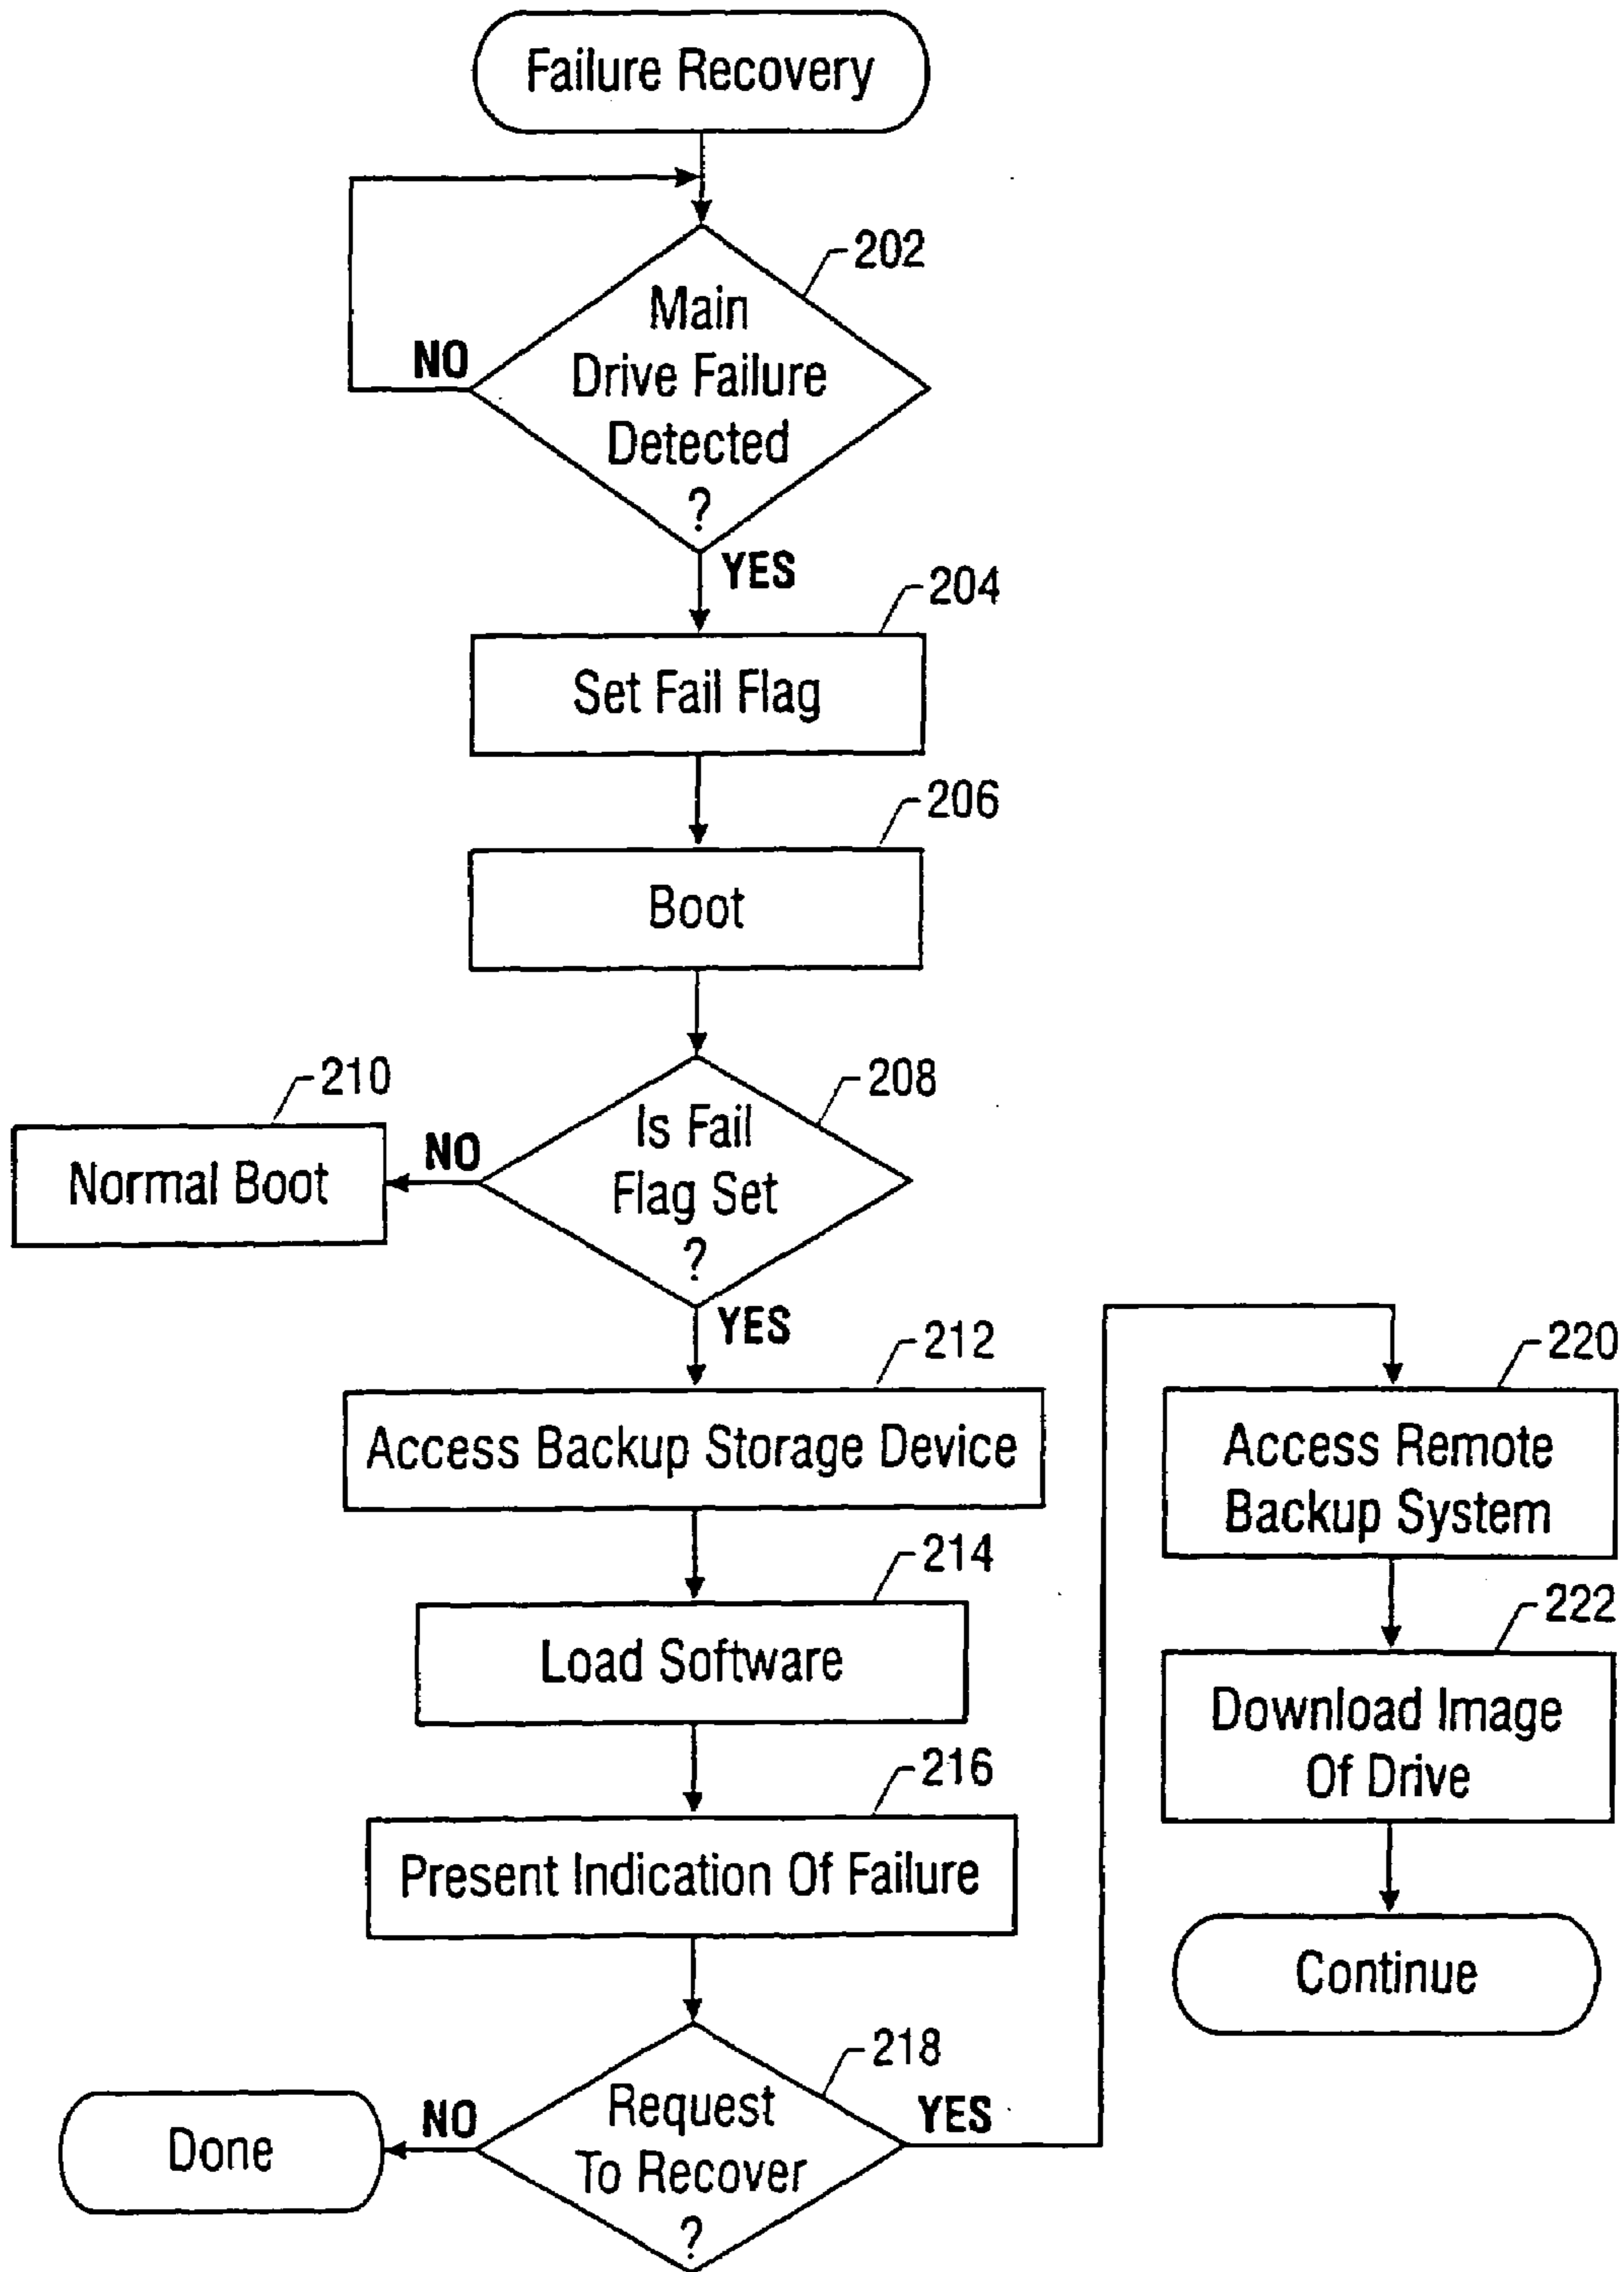 Failure Recovery
202
Main
Drive Failure
Detected
?
NO
YES
204
Set Fail Flag
206
Boot
208
Is Fail
Flag Set
?
NO
210
Normal Boot
YES
212
Access Backup Storage Device
214
Load Software
216
Present Indication Of Failure
218
Request
To Recover
?
NO
Done
YES
220
Access Remote
Backup System
222
Download Image
Of Drive
Continue